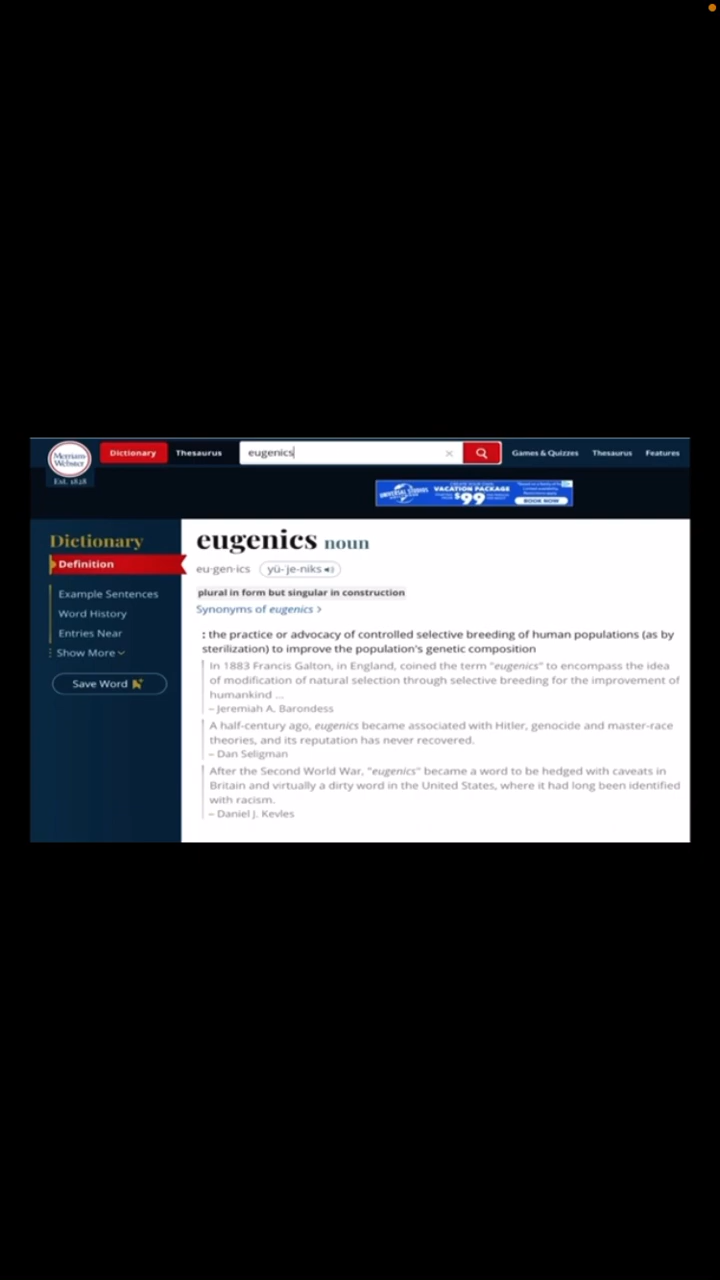 Merriam-
Webster
Est. 1828
Dictionary
Thesaurus
eugenics
Games & Quizzes
Thesaurus
Features
UNIVERSAL STUDIOS
VACATION PACKAGE
$99
BOOK NOW
Dictionary
Definition
Example Sentences
Word History
Entries Near
Show More
Save Word
eugenics noun
eu·gen·ics yü-ˈje-niks
plural in form but singular in construction
Synonyms of eugenics >
: the practice or advocacy of controlled selective breeding of human populations (as by
sterilization) to improve the population's genetic composition
In 1883 Francis Galton, in England, coined the term "eugenics" to encompass the idea
of modification of natural selection through selective breeding for the improvement of
humankind ...
– Jeremiah A. Barondess
A half-century ago, eugenics became associated with Hitler, genocide and master-race
theories, and its reputation has never recovered.
– Dan Seligman
After the Second World War, "eugenics" became a word to be hedged with caveats in
Britain and virtually a dirty word in the United States, where it had long been identified
with racism.
– Daniel J. Kevles